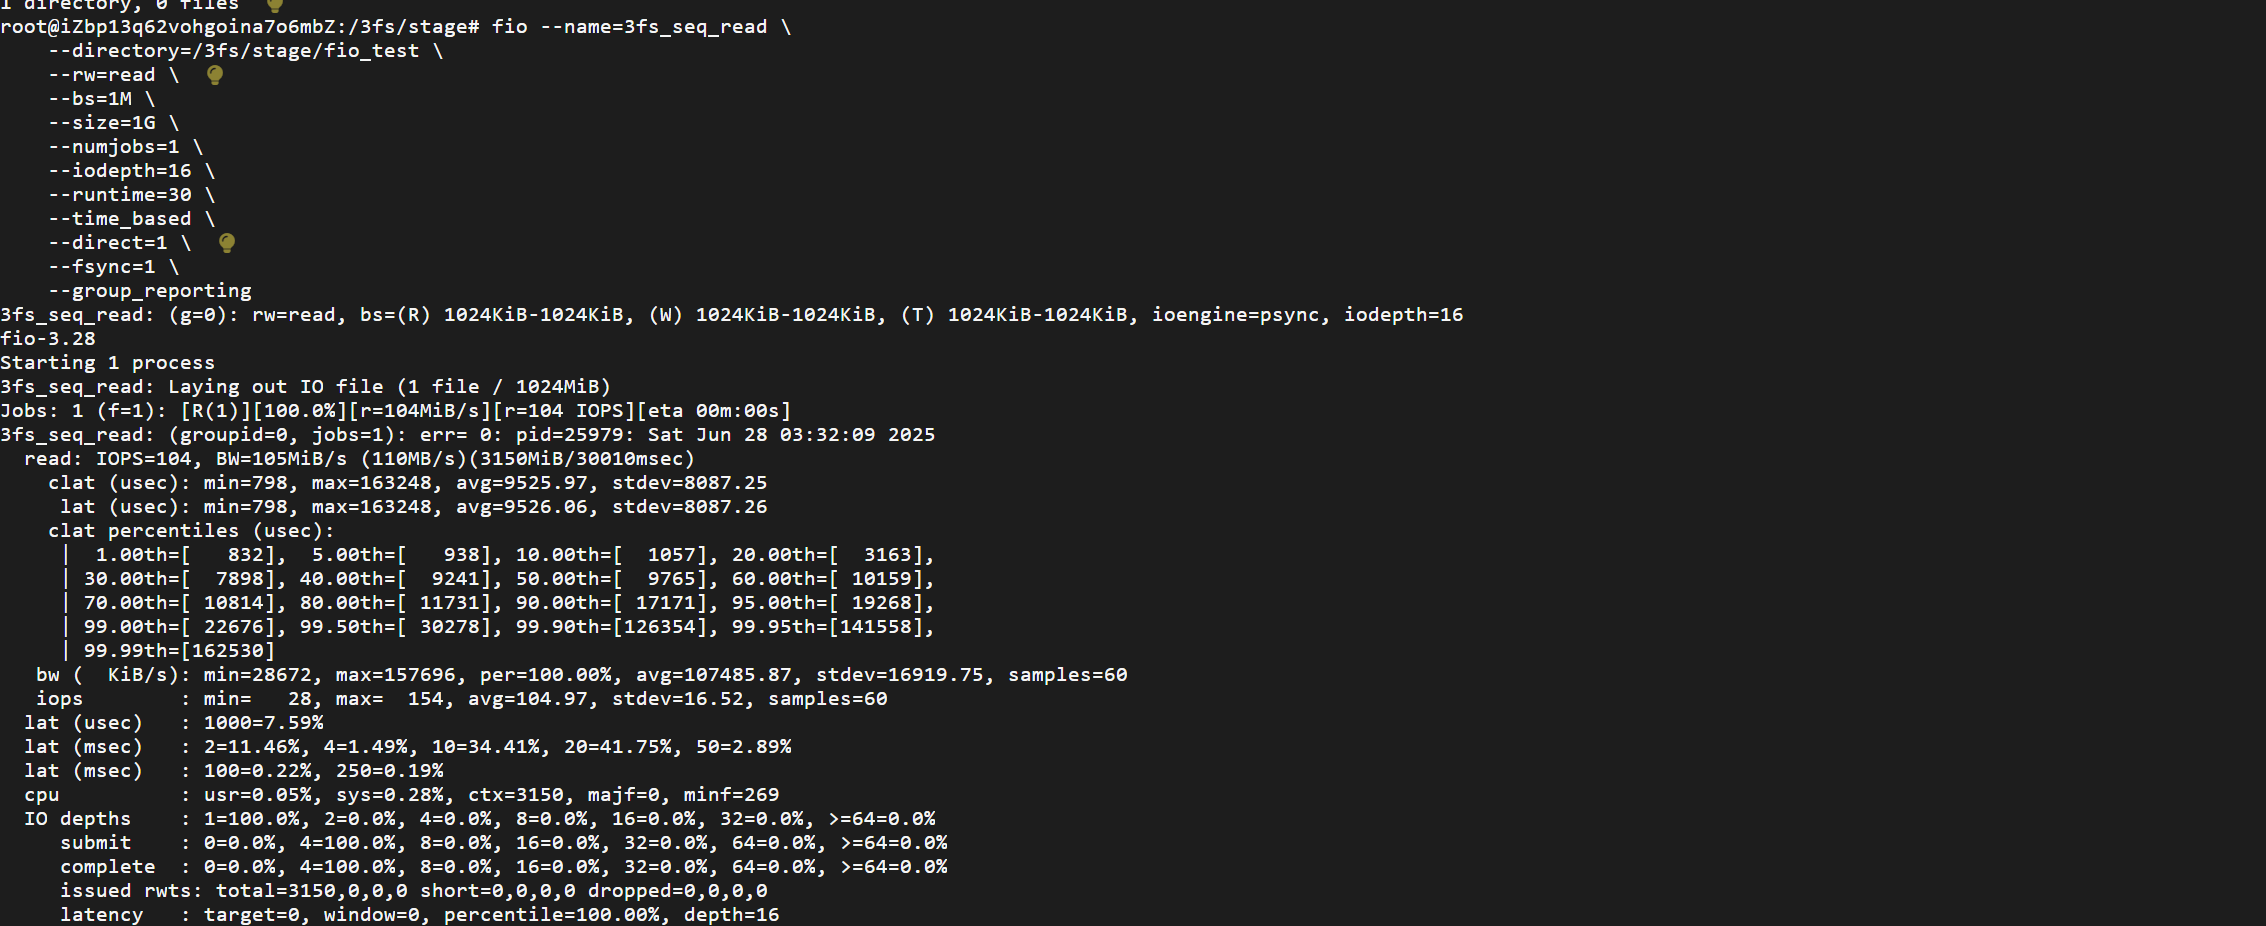 1 directory, 0 files
root@iZbp13q62vohgoina7o6mbZ:/3fs/stage# fio --name=3fs_seq_read \
    --directory=/3fs/stage/fio_test \
    --rw=read \
    --bs=1M \
    --size=1G \
    --numjobs=1 \
    --iodepth=16 \
    --runtime=30 \
    --time_based \
    --direct=1 \
    --fsync=1 \
    --group_reporting
3fs_seq_read: (g=0): rw=read, bs=(R) 1024KiB-1024KiB, (W) 1024KiB-1024KiB, (T) 1024KiB-1024KiB, ioengine=psync, iodepth=16
fio-3.28
Starting 1 process
3fs_seq_read: Laying out IO file (1 file / 1024MiB)
Jobs: 1 (f=1): [R(1)][100.0%][r=104MiB/s][r=104 IOPS][eta 00m:00s]
3fs_seq_read: (groupid=0, jobs=1): err= 0: pid=25979: Sat Jun 28 03:32:09 2025
  read: IOPS=104, BW=105MiB/s (110MB/s)(3150MiB/30010msec)
    clat (usec): min=798, max=163248, avg=9525.97, stdev=8087.25
     lat (usec): min=798, max=163248, avg=9526.06, stdev=8087.26
    clat percentiles (usec):
     |  1.00th=[   832],  5.00th=[   938], 10.00th=[  1057], 20.00th=[  3163],
     | 30.00th=[  7898], 40.00th=[  9241], 50.00th=[  9765], 60.00th=[ 10159],
     | 70.00th=[ 10814], 80.00th=[ 11731], 90.00th=[ 17171], 95.00th=[ 19268],
     | 99.00th=[ 22676], 99.50th=[ 30278], 99.90th=[126354], 99.95th=[141558],
     | 99.99th=[162530]
   bw (  KiB/s): min=28672, max=157696, per=100.00%, avg=107485.87, stdev=16919.75, samples=60
   iops        : min=   28, max=  154, avg=104.97, stdev=16.52, samples=60
  lat (usec)   : 1000=7.59%
  lat (msec)   : 2=11.46%, 4=1.49%, 10=34.41%, 20=41.75%, 50=2.89%
  lat (msec)   : 100=0.22%, 250=0.19%
  cpu          : usr=0.05%, sys=0.28%, ctx=3150, majf=0, minf=269
  IO depths    : 1=100.0%, 2=0.0%, 4=0.0%, 8=0.0%, 16=0.0%, 32=0.0%, >=64=0.0%
     submit    : 0=0.0%, 4=100.0%, 8=0.0%, 16=0.0%, 32=0.0%, 64=0.0%, >=64=0.0%
     complete  : 0=0.0%, 4=100.0%, 8=0.0%, 16=0.0%, 32=0.0%, 64=0.0%, >=64=0.0%
     issued rwts: total=3150,0,0,0 short=0,0,0,0 dropped=0,0,0,0
     latency   : target=0, window=0, percentile=100.00%, depth=16